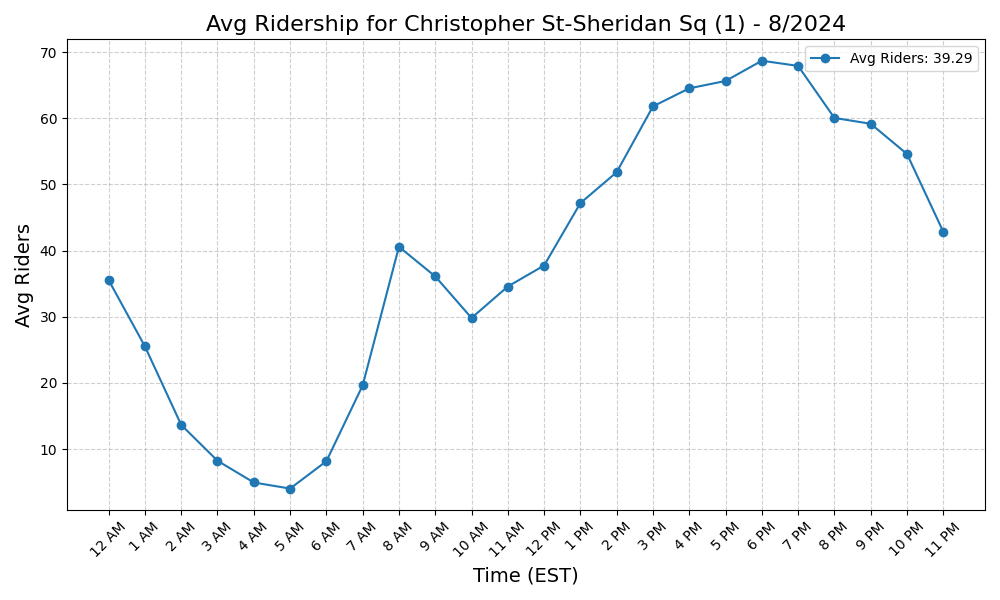 Avg Ridership for Christopher St-Sheridan Sq (1) - 8/2024
Avg Riders: 39.29
Avg Riders
70
60
50
40
30
20
10
12 AM
1 AM
2 AM
3 AM
4 AM
5 AM
6 AM
7 AM
8 AM
9 AM
10 AM
11 AM
12 PM
1 PM
2 PM
3 PM
4 PM
5 PM
6 PM
7 PM
8 PM
9 PM
10 PM
11 PM
Time (EST)